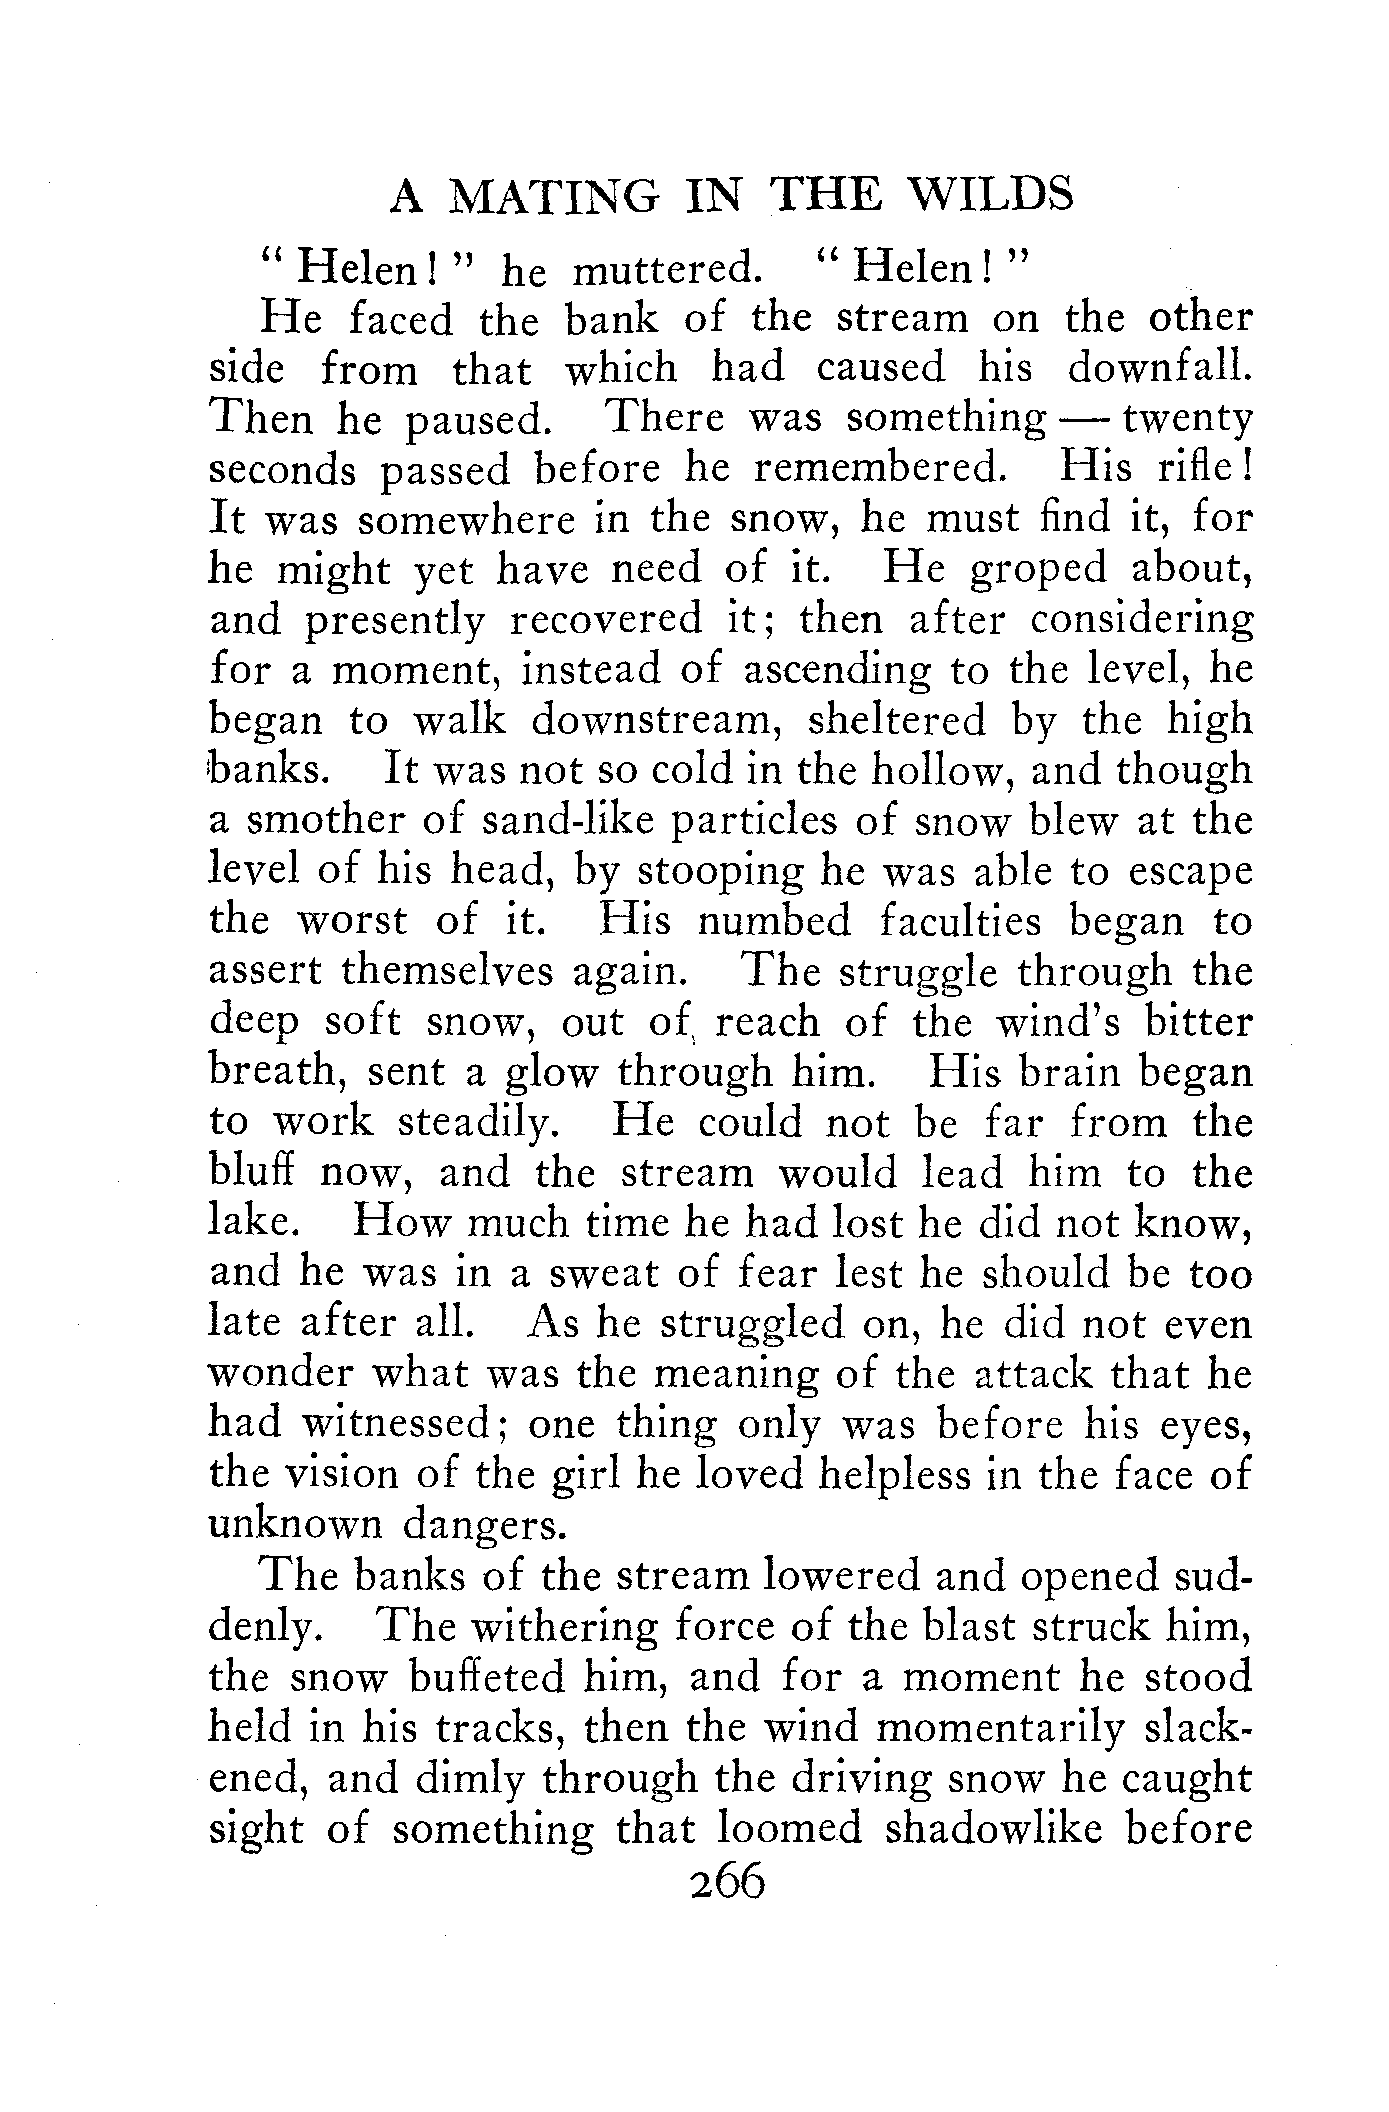 A MATING IN THE WILDS
" Helen! " he muttered. " Helen! "
He faced the bank of the stream on the other
side from that which had caused his downfall.
Then he paused. There was something — twenty
seconds passed before he remembered. His rifle!
It was somewhere in the snow, he must find it, for
he might yet have need of it. He groped about,
and presently recovered it; then after considering
for a moment, instead of ascending to the level, he
began to walk downstream, sheltered by the high
banks. It was not so cold in the hollow, and though
a smother of sand-like particles of snow blew at the
level of his head, by stooping he was able to escape
the worst of it. His numbed faculties began to
assert themselves again. The struggle through the
deep soft snow, out of reach of the wind's bitter
breath, sent a glow through him. His brain began
to work steadily. He could not be far from the
bluff now, and the stream would lead him to the
lake. How much time he had lost he did not know,
and he was in a sweat of fear lest he should be too
late after all. As he struggled on, he did not even
wonder what was the meaning of the attack that he
had witnessed; one thing only was before his eyes,
the vision of the girl he loved helpless in the face of
unknown dangers.
The banks of the stream lowered and opened sud-
denly. The withering force of the blast struck him,
the snow buffeted him, and for a moment he stood
held in his tracks, then the wind momentarily slack-
ened, and dimly through the driving snow he caught
sight of something that loomed shadowlike before
266